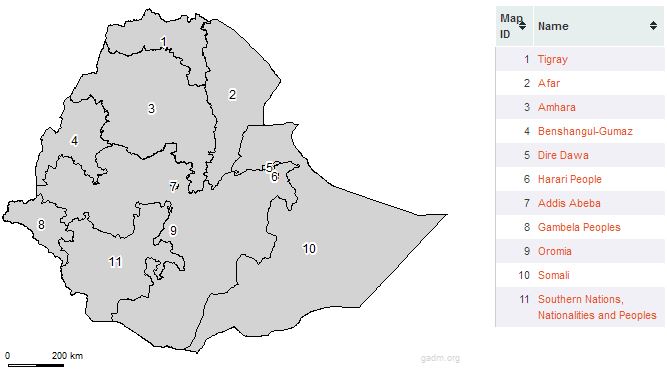 1
2
3
4
5
6
7
8
9
10
11
0 200 km
gadm.org
Map ID Name
1 Tigray
2 Afar
3 Amhara
4 Benshangul-Gumaz
5 Dire Dawa
6 Harari People
7 Addis Abeba
8 Gambela Peoples
9 Oromia
10 Somali
11 Southern Nations,
Nationalities and Peoples